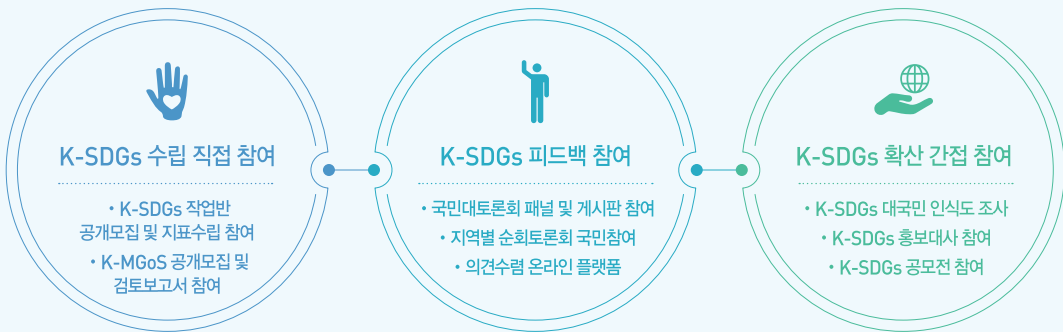 K-SDGs 수립 직접 참여
• K-SDGs 작업반
공개모집 및 지표수립 참여
• K-MGoS 공개모집 및
검토보고서 참여
K-SDGs 피드백 참여
• 국민대토론회 패널 및 게시판 참여
• 지역별 순회토론회 국민참여
• 의견수렴 온라인 플랫폼
K-SDGs 확산 간접 참여
• K-SDGs 대국민 인식도 조사
• K-SDGs 홍보대사 참여
• K-SDGs 공모전 참여